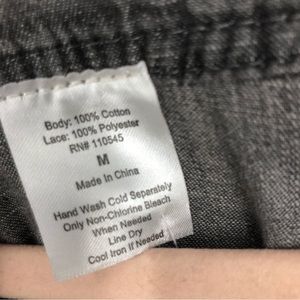 Body: 100% Cotton
Lace: 100% Polyester
RN# 110545
M
Made In China
Hand Wash Cold Separately
Only Non-Chlorine Bleach
When Needed
Line Dry
Cool Iron If Needed